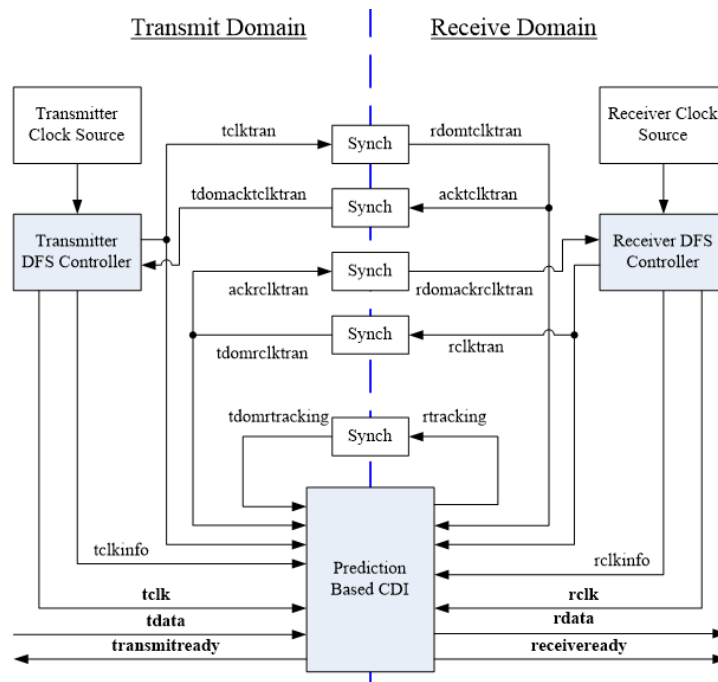 Transmit Domain
Receive Domain
Transmitter
Clock Source
Receiver Clock
Source
tclktran
Synch
rdomtclktran
tdomacktclktran
Synch
acktclktran
Transmitter
DFS Controller
Receiver DFS
Controller
Synch
ackrclktran
rdomackrclktran
Synch
tdomrclktran
rclktran
tdomrtracking
rtracking
Synch
tclkinfo
rclkinfo
Prediction
Based CDI
tclk
rclk
tdata
rdata
transmitready
receiveready